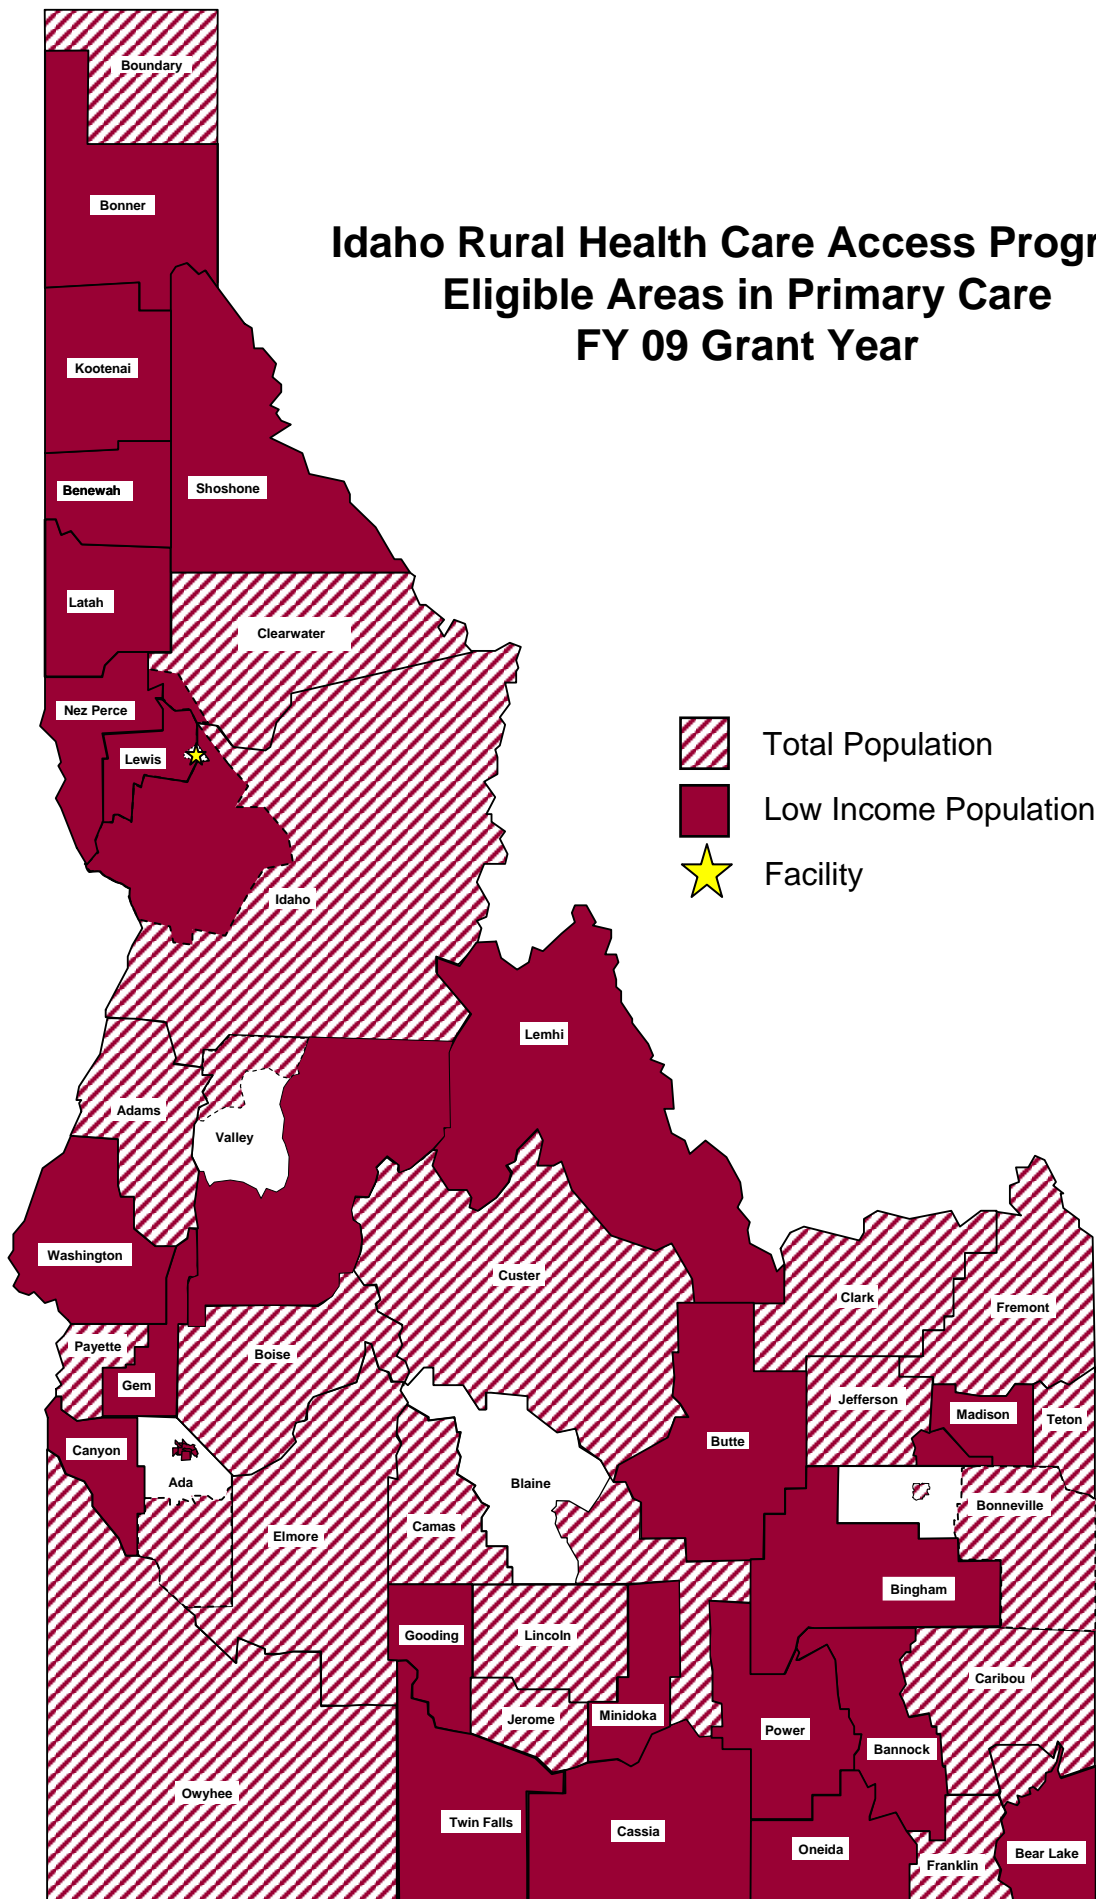 Boundary
Bonner
Idaho Rural Health Care Access Progr
Eligible Areas in Primary Care
FY 09 Grant Year
Kootenai
Benewah
Shoshone
Latah
Clearwater
Nez Perce
Lewis
Total Population
Low Income Population
Facility
Idaho
Lemhi
Adams
Valley
Washington
Custer
Clark
Fremont
Payette
Boise
Gem
Jefferson
Madison
Teton
Canyon
Ada
Butte
Blaine
Bonneville
Camas
Elmore
Bingham
Gooding
Lincoln
Caribou
Jerome
Minidoka
Power
Bannock
Owyhee
Twin Falls
Cassia
Oneida
Bear Lake
Franklin